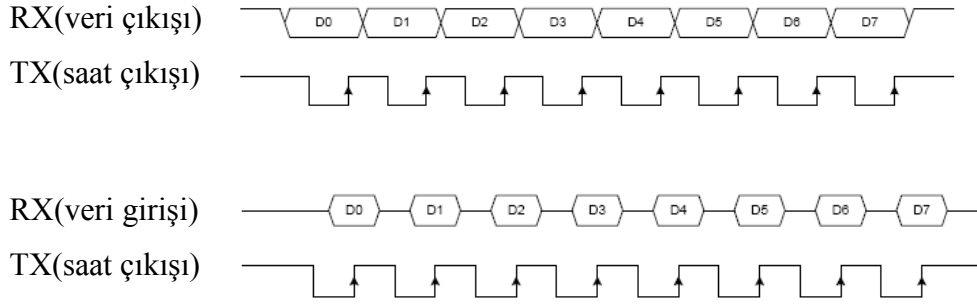 RX(veri çıkışı) D0 D1 D2 D3 D4 D5 D6 D7
TX(saat çıkışı)
RX(veri girişi) D0 D1 D2 D3 D4 D5 D6 D7
TX(saat çıkışı)